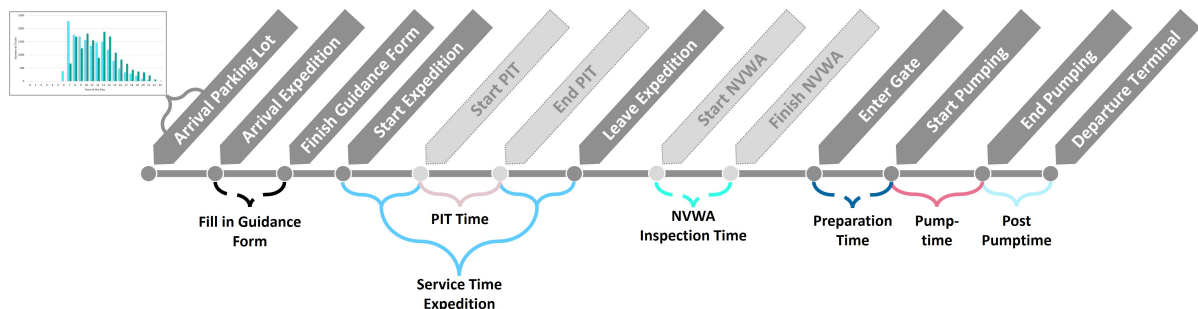 Arrival Parking Lot
Arrival Expedition
Finish Guidance Form
Start Expedition
Start PIT
End PIT
Leave Expedition
Start NVWA
Finish NVWA
Enter Gate
Start Pumping
End Pumping
Departure Terminal
Fill in Guidance
Form
PIT Time
Service Time
Expedition
NVWA
Inspection Time
Preparation
Time
Pump-
time
Post
Pumptime